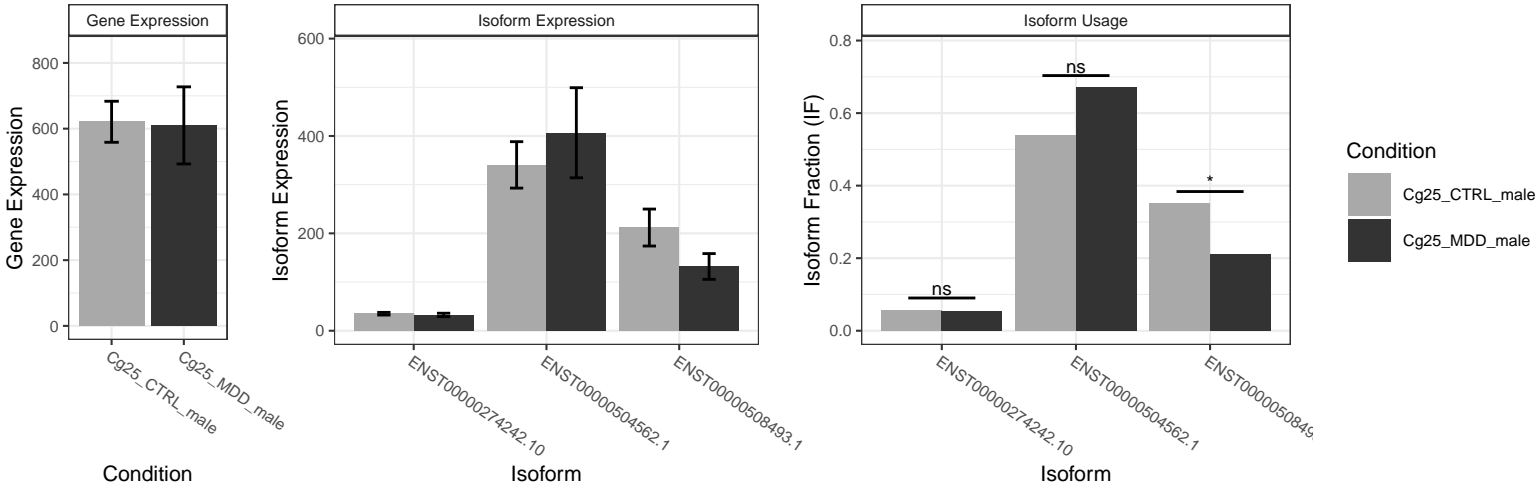 Gene Expression
Gene Expression
800
600
400
200
0
Cg25_CTRL_male
Cg25_MDD_male
Condition
Isoform Expression
Isoform Expression
600
400
200
0
ENST00000274242.10
ENST00000504562.1
ENST00000508493.1
Isoform
Isoform Usage
Isoform Fraction (IF)
0.8
0.6
0.4
0.2
0.0
ns
ns
*
ENST00000274242.10
ENST00000504562.1
ENST0000050849
Isoform
Condition
Cg25_CTRL_male
Cg25_MDD_male